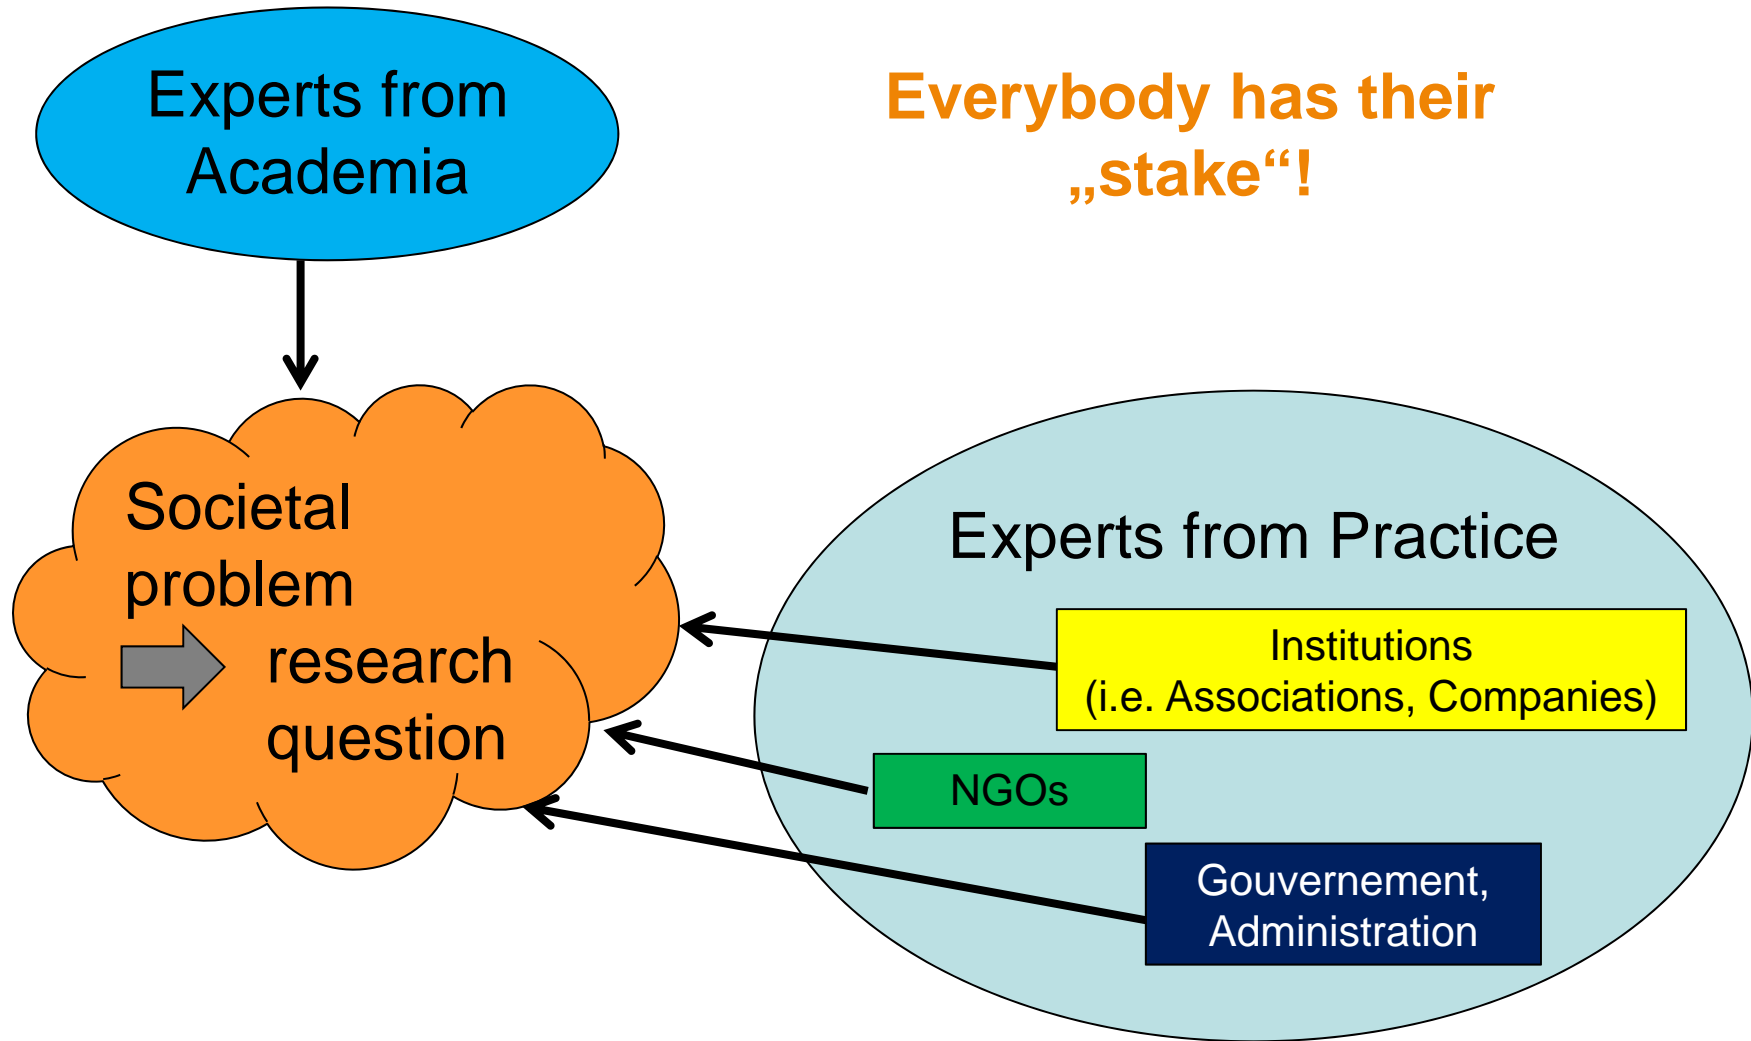 Experts from
Academia
Everybody has their
„stake“!
Societal
problem
research
question
Experts from Practice
Institutions
(i.e. Associations, Companies)
NGOs
Gouvernement,
Administration